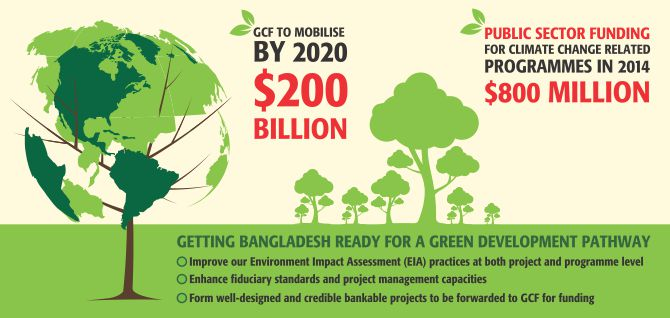 GCF TO MOBILISE
BY 2020
$200
BILLION
PUBLIC SECTOR FUNDING
FOR CLIMATE CHANGE RELATED
PROGRAMMES IN 2014
$800 MILLION
GETTING BANGLADESH READY FOR A GREEN DEVELOPMENT PATHWAY
Improve our Environment Impact Assessment (EIA) practices at both project and programme level
Enhance fiduciary standards and project management capacities
Form well-designed and credible bankable projects to be forwarded to GCF for funding